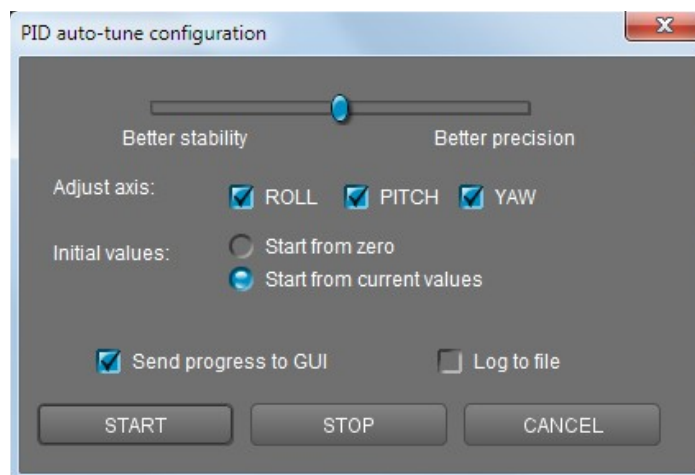 PID auto-tune configuration
Better stability Better precision
Adjust axis: ROLL PITCH YAW
Initial values: Start from zero
Start from current values
Send progress to GUI Log to file
START STOP CANCEL